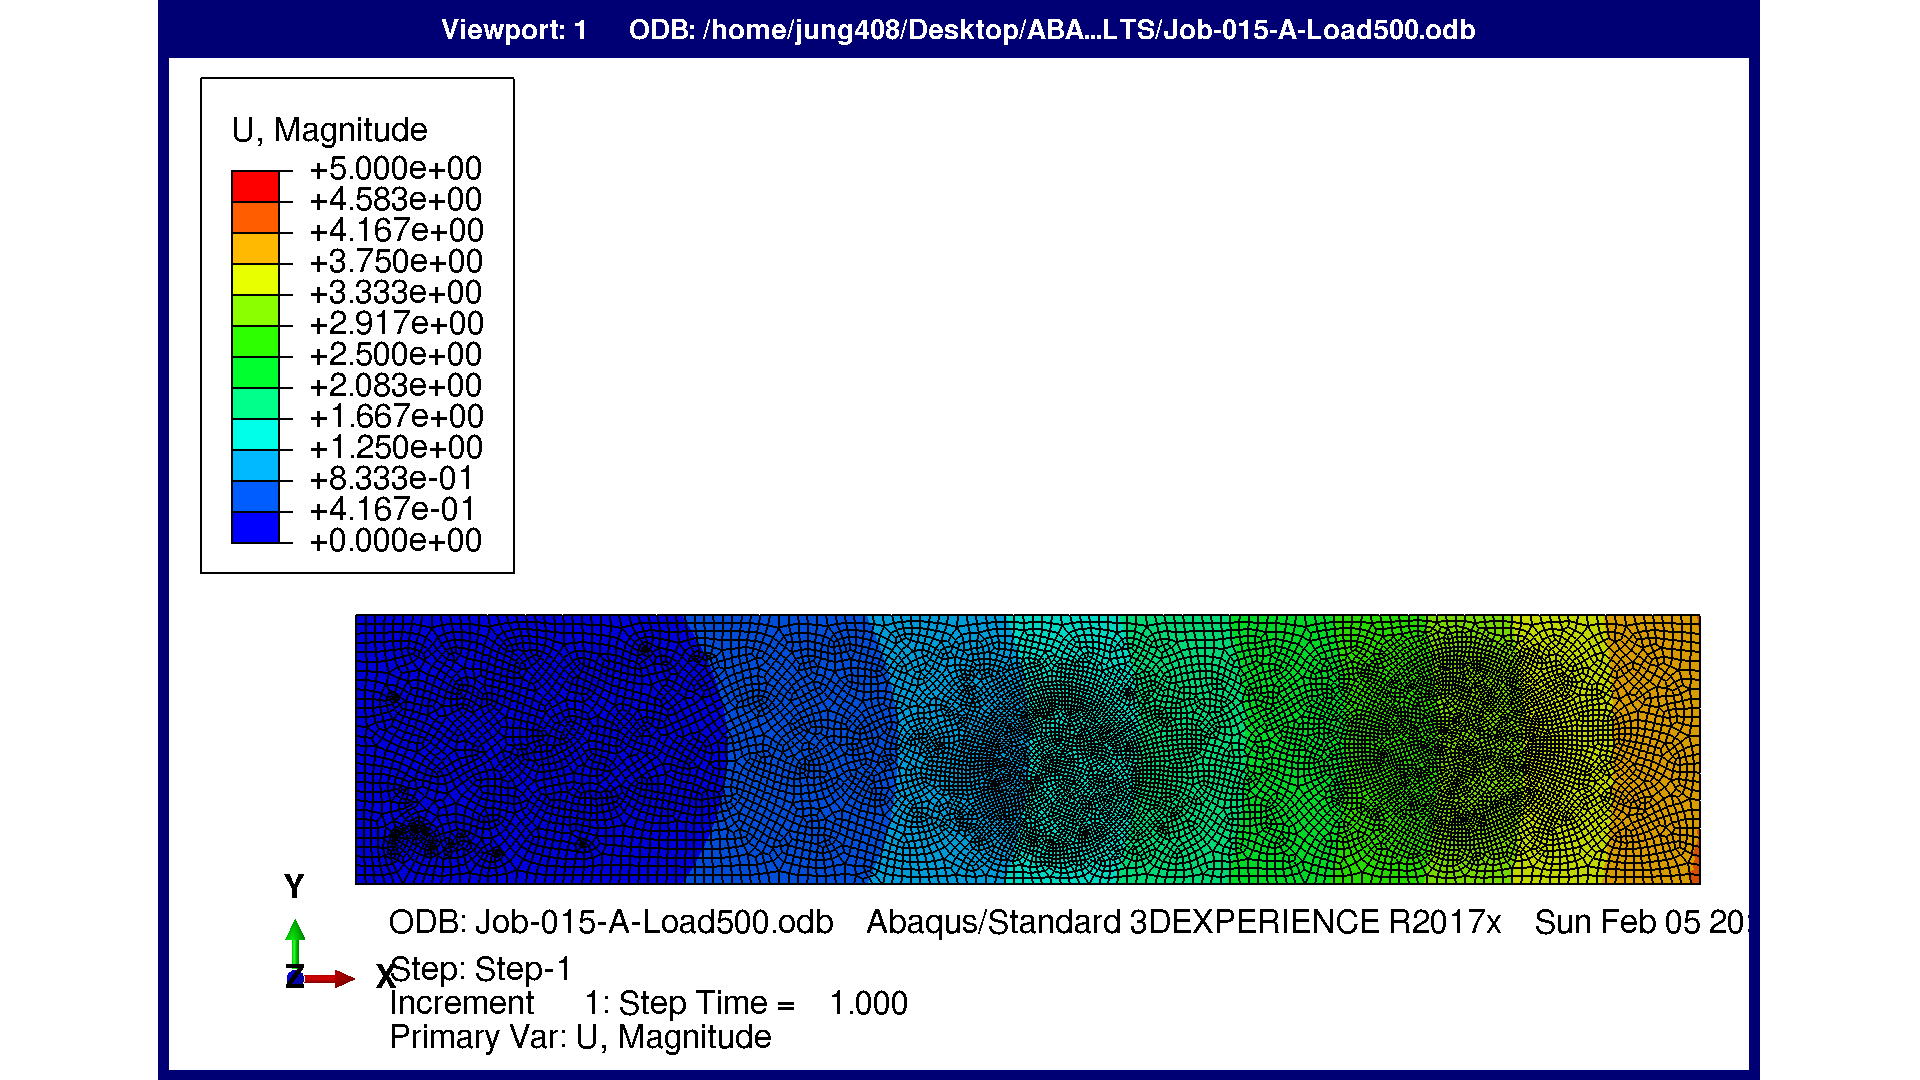 Viewport: 1 ODB: /home/jung408/Desktop/ABA...LTS/Job-015-A-Load500.odb
U, Magnitude
+5.000e+00
+4.583e+00
+4.167e+00
+3.750e+00
+3.333e+00
+2.917e+00
+2.500e+00
+2.083e+00
+1.667e+00
+1.250e+00
+8.333e-01
+4.167e-01
+0.000e+00
Y
Z
X
ODB: Job-015-A-Load500.odb Abaqus/Standard 3DEXPERIENCE R2017x Sun Feb 05
Step: Step-1
Increment 1: Step Time = 1.000
Primary Var: U, Magnitude